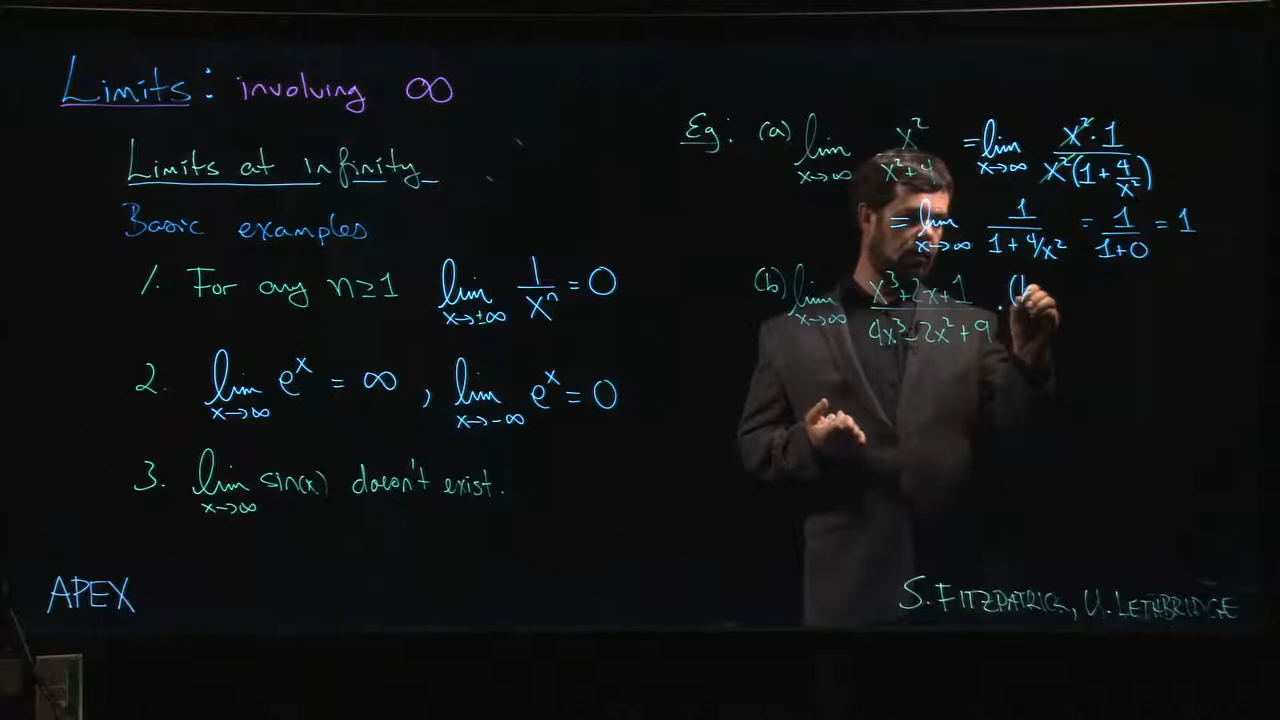 Limits: involving ∞
Limits at infinity
Basic examples
1. For any n≥1 lim x→±∞ 1/xⁿ = 0
2. lim x→∞ eˣ = ∞, lim x→-∞ eˣ = 0
3. lim x→∞ sin(x) doesn't exist.
APEX
Eg: (a) lim x→∞ x²/(x²+4) = lim x→∞ x²·1/(x²(1+4/x²))
= lim x→∞ 1/(1+4/x²) = 1/(1+0) = 1
(b) lim x→∞ (x³+2x+1)/(4x³-2x²+9) · (
S. FITZPATRICK, U. LETHBRIDGE